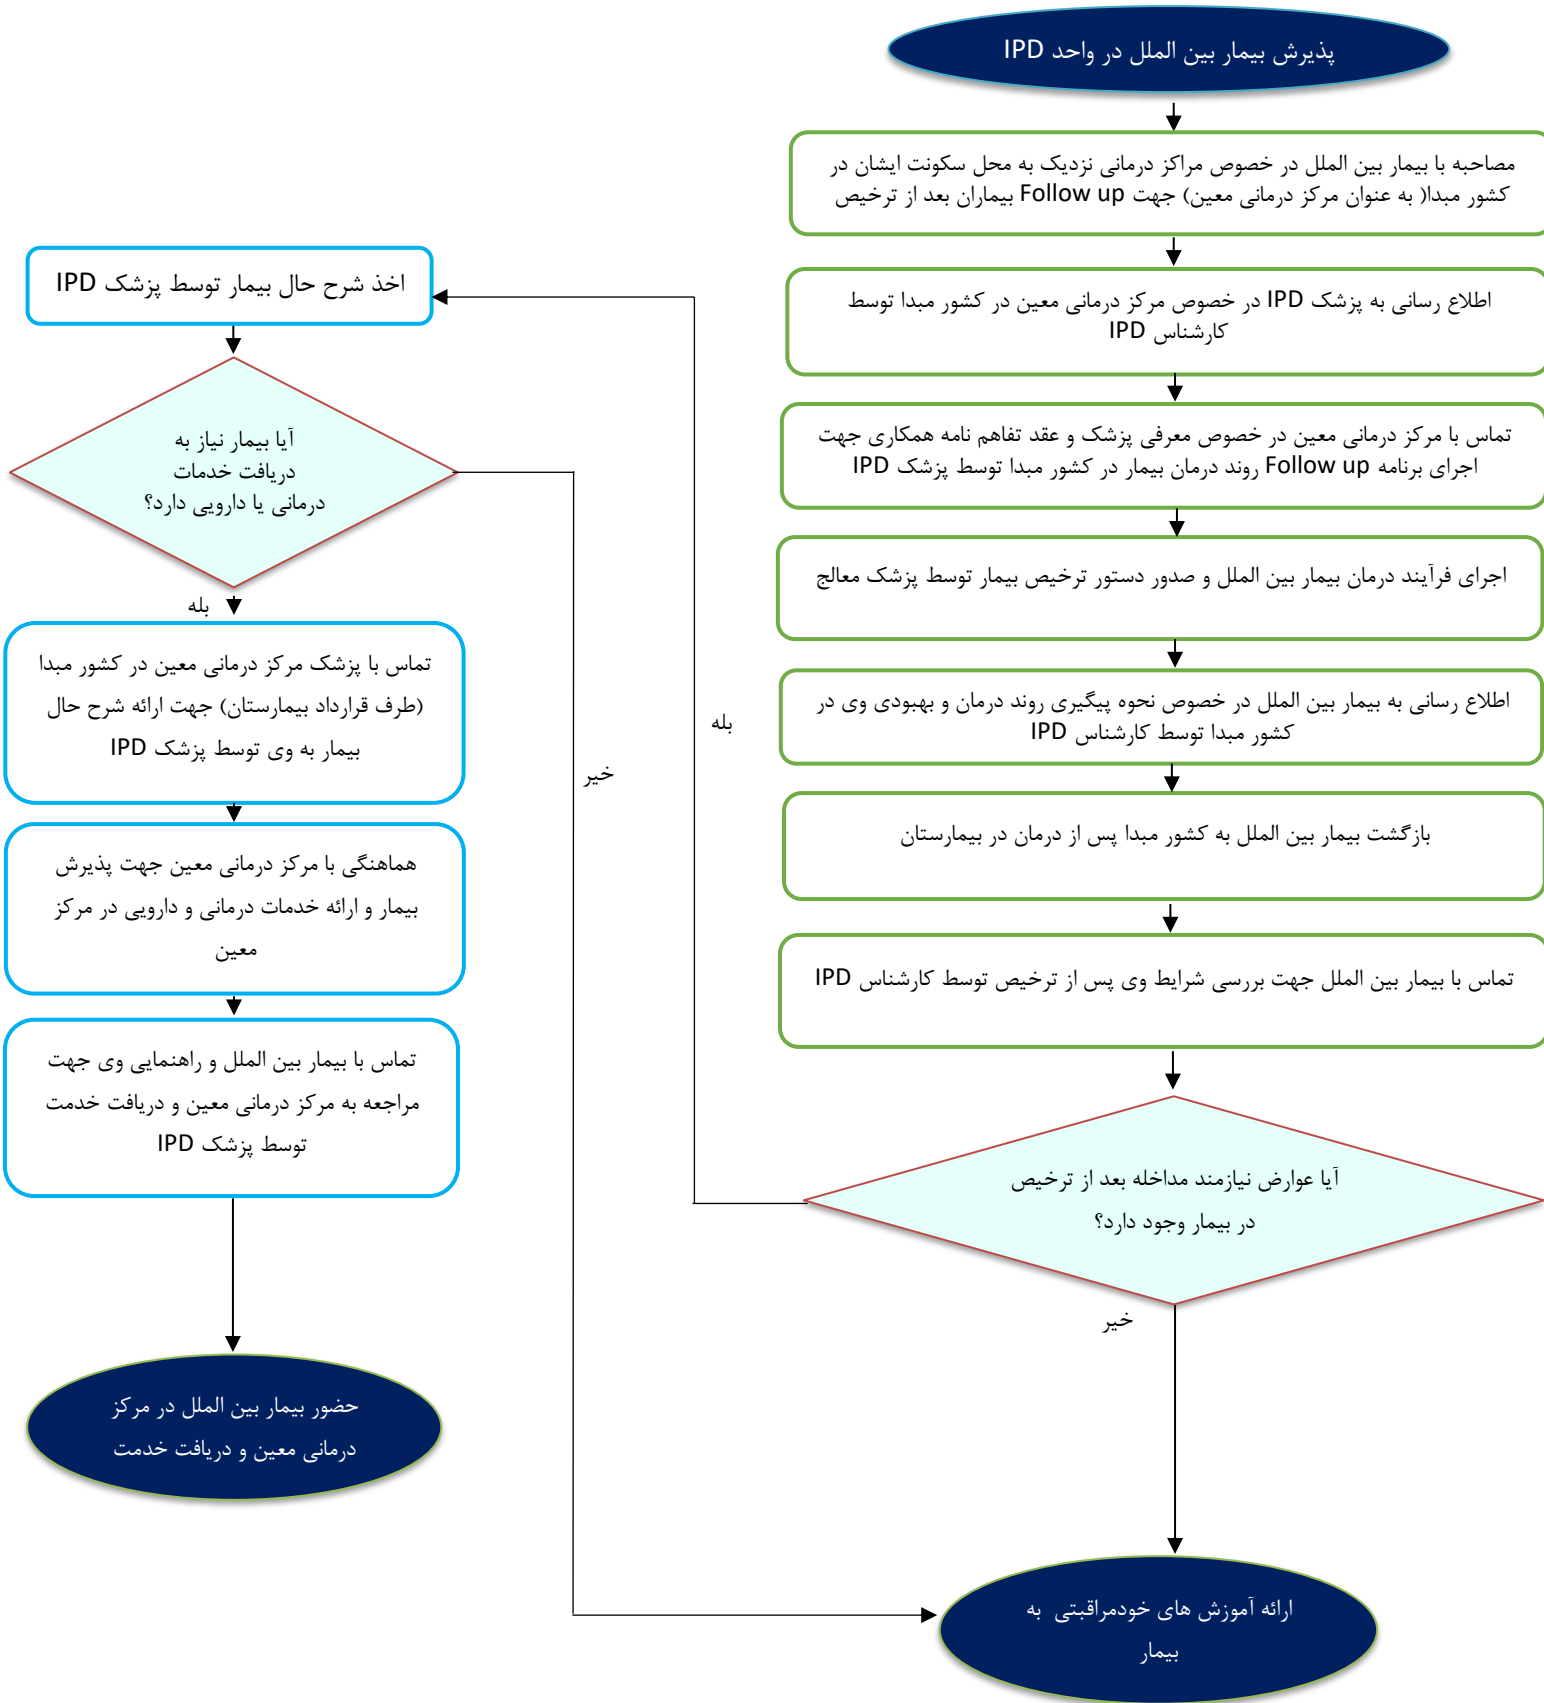 پذیرش بیمار بین الملل در واحد IPD
مصاحبه با بیمار بین الملل در خصوص مراکز درمانی نزدیک به محل سکونت ایشان در
کشور مبدا( به عنوان مرکز درمانی معین) جهت Follow up بیماران بعد از ترخیص
اطلاع رسانی به پزشک IPD در خصوص مرکز درمانی معین در کشور مبدا توسط
کارشناس IPD
تماس با مرکز درمانی معین در خصوص معرفی پزشک و عقد تفاهم نامه همکاری جهت
اجرای برنامه Follow up روند درمان بیمار در کشور مبدا توسط پزشک IPD
اجرای فرآیند درمان بیمار بین الملل و صدور دستور ترخیص بیمار توسط پزشک معالج
اطلاع رسانی به بیمار بین الملل در خصوص نحوه پیگیری روند درمان و بهبودی وی در
کشور مبدا توسط کارشناس IPD
بازگشت بیمار بین الملل به کشور مبدا پس از درمان در بیمارستان
تماس با بیمار بین الملل جهت بررسی شرایط وی پس از ترخیص توسط کارشناس IPD
آیا عوارض نیازمند مداخله بعد از ترخیص
در بیمار وجود دارد؟
خیر
بله
ارائه آموزش های خودمراقبتی به
بیمار
اخذ شرح حال بیمار توسط پزشک IPD
آیا بیمار نیاز به
دریافت خدمات
درمانی یا دارویی دارد؟
بله
خیر
تماس با پزشک مرکز درمانی معین در کشور مبدا
(طرف قرارداد بیمارستان) جهت ارائه شرح حال
بیمار به وی توسط پزشک IPD
هماهنگی با مرکز درمانی معین جهت پذیرش
بیمار و ارائه خدمات درمانی و دارویی در مرکز
معین
تماس با بیمار بین الملل و راهنمایی وی جهت
مراجعه به مرکز درمانی معین و دریافت خدمت
توسط پزشک IPD
حضور بیمار بین الملل در مرکز
درمانی معین و دریافت خدمت